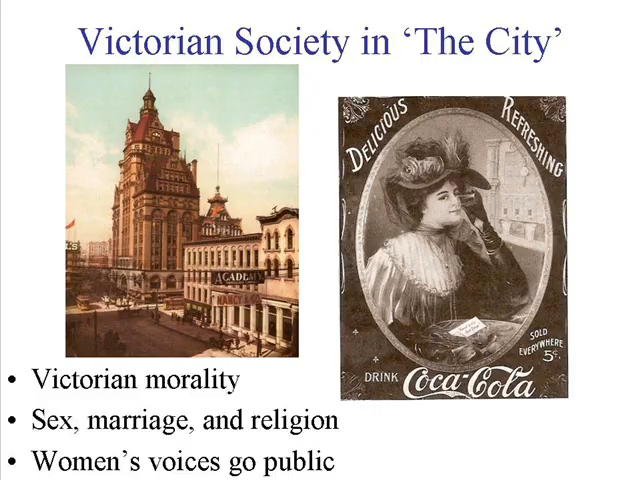 Victorian Society in ‘The City’
ACADEMY
DELICIOUS
REFRESHING
SOLD
EVERYWHERE
5¢
DRINK Coca-Cola
• Victorian morality
• Sex, marriage, and religion
• Women’s voices go public